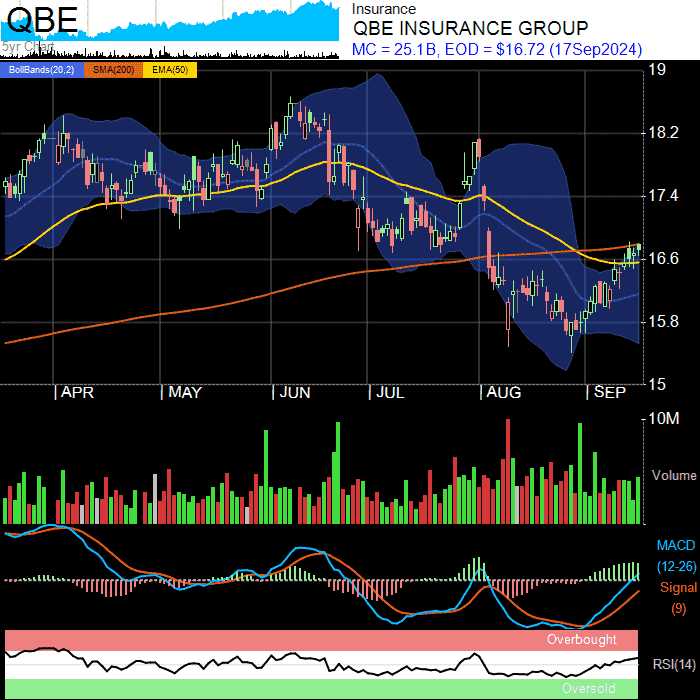 QBE
5yr Chart
Insurance
QBE INSURANCE GROUP
MC = 25.1B, EOD = $16.72 (17Sep2024)
BollBands(20,2) SMA(200) EMA(50)
19
18.2
17.4
16.6
15.8
15
APR MAY JUN JUL AUG SEP
10M
Volume
MACD
(12-26)
Signal
(9)
Overbought
RSI(14)
Oversold